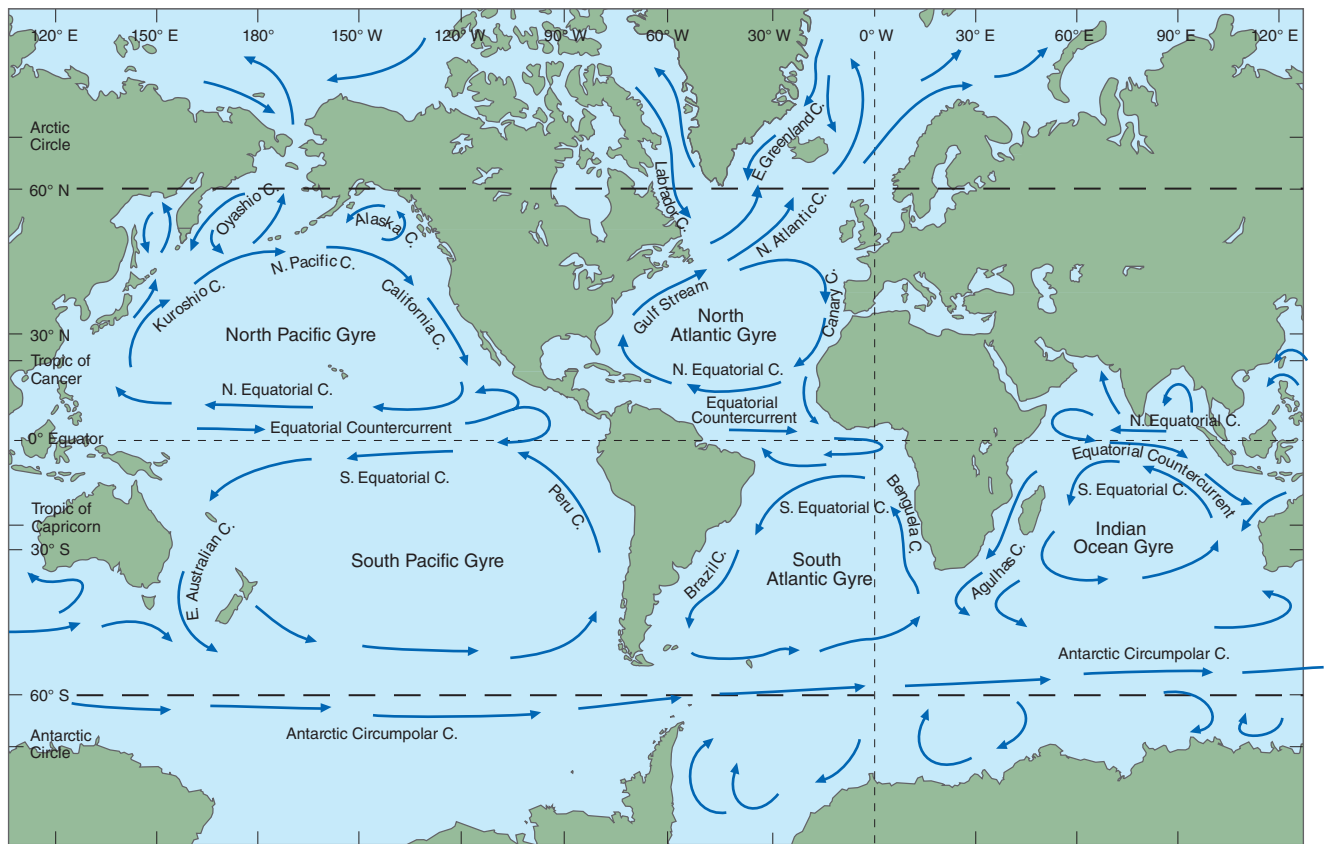 120° E
150° E
180°
150° W
120° W
90° W
60° W
30° W
0° W
30° E
60° E
90° E
120° E
Arctic
Circle
60° N
E. Greenland C.
Labrador C.
Oyashio C.
Alaska C.
N. Atlantic C.
N. Pacific C.
Kuroshio C.
California C.
Gulf Stream
Canary C.
30° N
North Pacific Gyre
North
Atlantic Gyre
Tropic of
Cancer
N. Equatorial C.
N. Equatorial C.
Equatorial
Countercurrent
N. Equatorial C.
Equatorial Countercurrent
0° Equator
Equatorial Countercurrent
S. Equatorial C.
S. Equatorial C.
Peru C.
Benguela C.
S. Equatorial C.
Tropic of
Capricorn
30° S
E. Australian C.
South Pacific Gyre
Brazil C.
South
Atlantic Gyre
Agulhas C.
Indian
Ocean Gyre
Antarctic Circumpolar C.
60° S
Antarctic Circumpolar C.
Antarctic
Circle